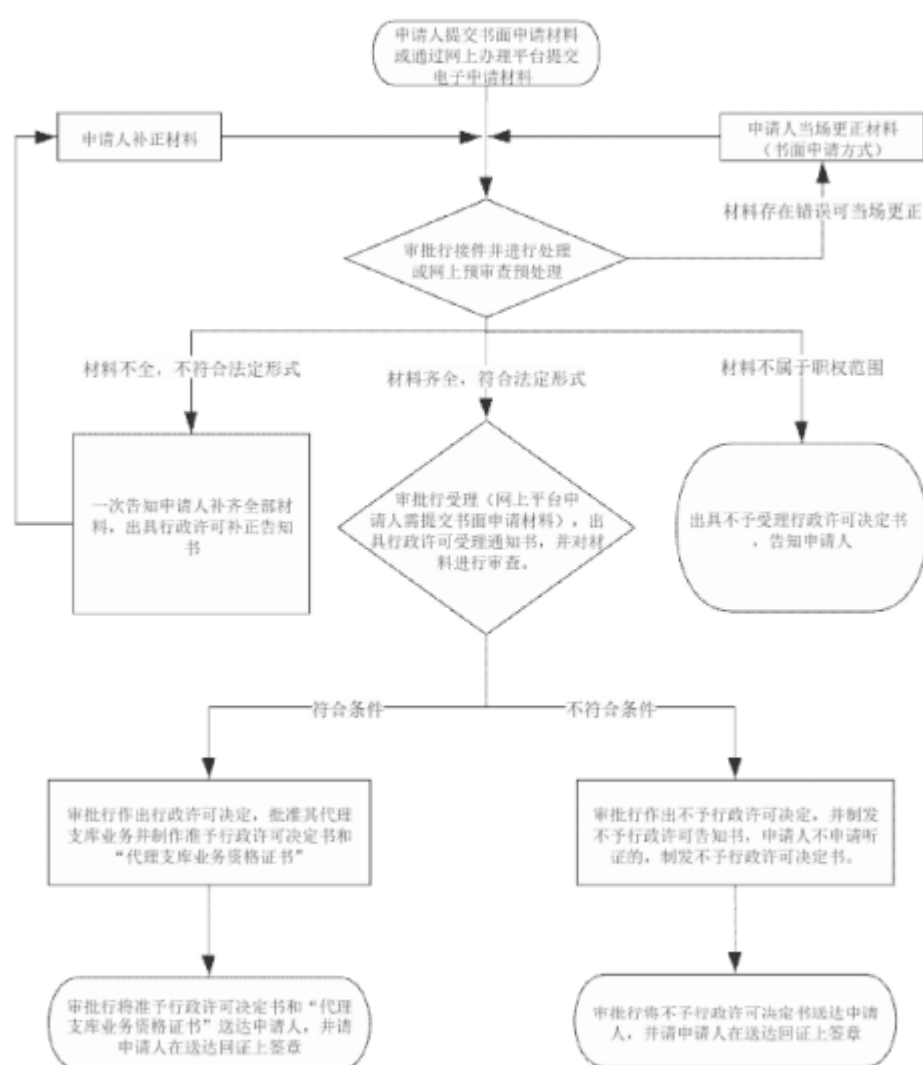 申请人提交书面申请材料
或通过网上办理平台提交
电子申请材料
申请人补正材料
申请人当场更正材料
（书面申请方式）
材料存在错误可当场更正
审批行接件并进行处理
或网上预审查预处理
材料不全，不符合法定形式
材料齐全，符合法定形式
材料不属于职权范围
一次告知申请人补齐全部材
料，出具行政许可补正告知
书
审批行受理（网上平台申
请人需提交书面申请材料），出
具行政许可受理通知书，并对材
料进行审查。
出具不予受理行政许可决定书
，告知申请人
符合条件
不符合条件
审批行作出行政许可决定，批准其代理
支库业务并制作准予行政许可决定书和
“代理支库业务资格证书”
审批行作出不予行政许可决定，并制发
不予行政许可告知书，申请人不申请听
证的，制发不予行政许可决定书。
审批行将准予行政许可决定书和“代理
支库业务资格证书”送达申请人，并请
申请人在送达回证上签章
审批行将不予行政许可决定书送达申请
人，并请申请人在送达回证上签章